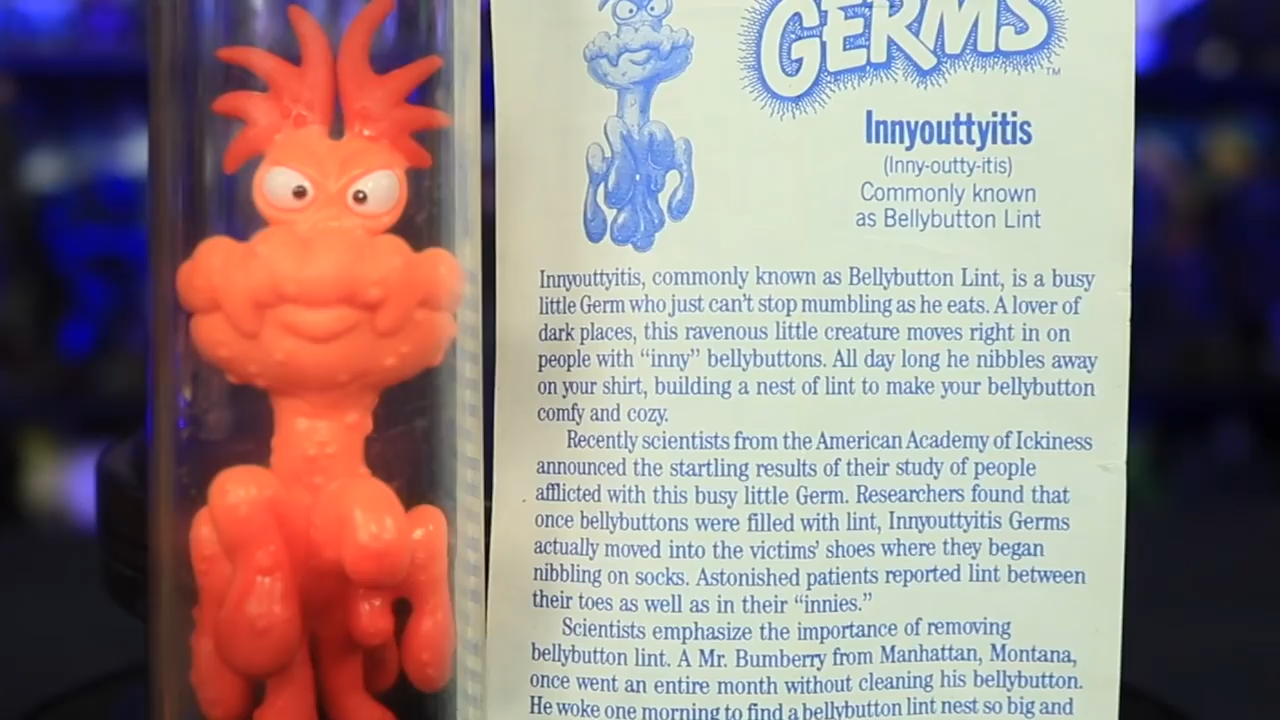 GERMS™
Innyouttyitis
(Inny-outty-itis)
Commonly known
as Bellybutton Lint
Innyouttyitis, commonly known as Bellybutton Lint, is a busy
little Germ who just can't stop mumbling as he eats. A lover of
dark places, this ravenous little creature moves right in on
people with “inny” bellybuttons. All day long he nibbles away
on your shirt, building a nest of lint to make your bellybutton
comfy and cozy.
Recently scientists from the American Academy of Ickiness
announced the startling results of their study of people
afflicted with this busy little Germ. Researchers found that
once bellybuttons were filled with lint, Innyouttyitis Germs
actually moved into the victims' shoes where they began
nibbling on socks. Astonished patients reported lint between
their toes as well as in their “innies.”
Scientists emphasize the importance of removing
bellybutton lint. A Mr. Bumberry from Manhattan, Montana,
once went an entire month without cleaning his bellybutton.
He woke one morning to find a bellybutton lint nest so big and